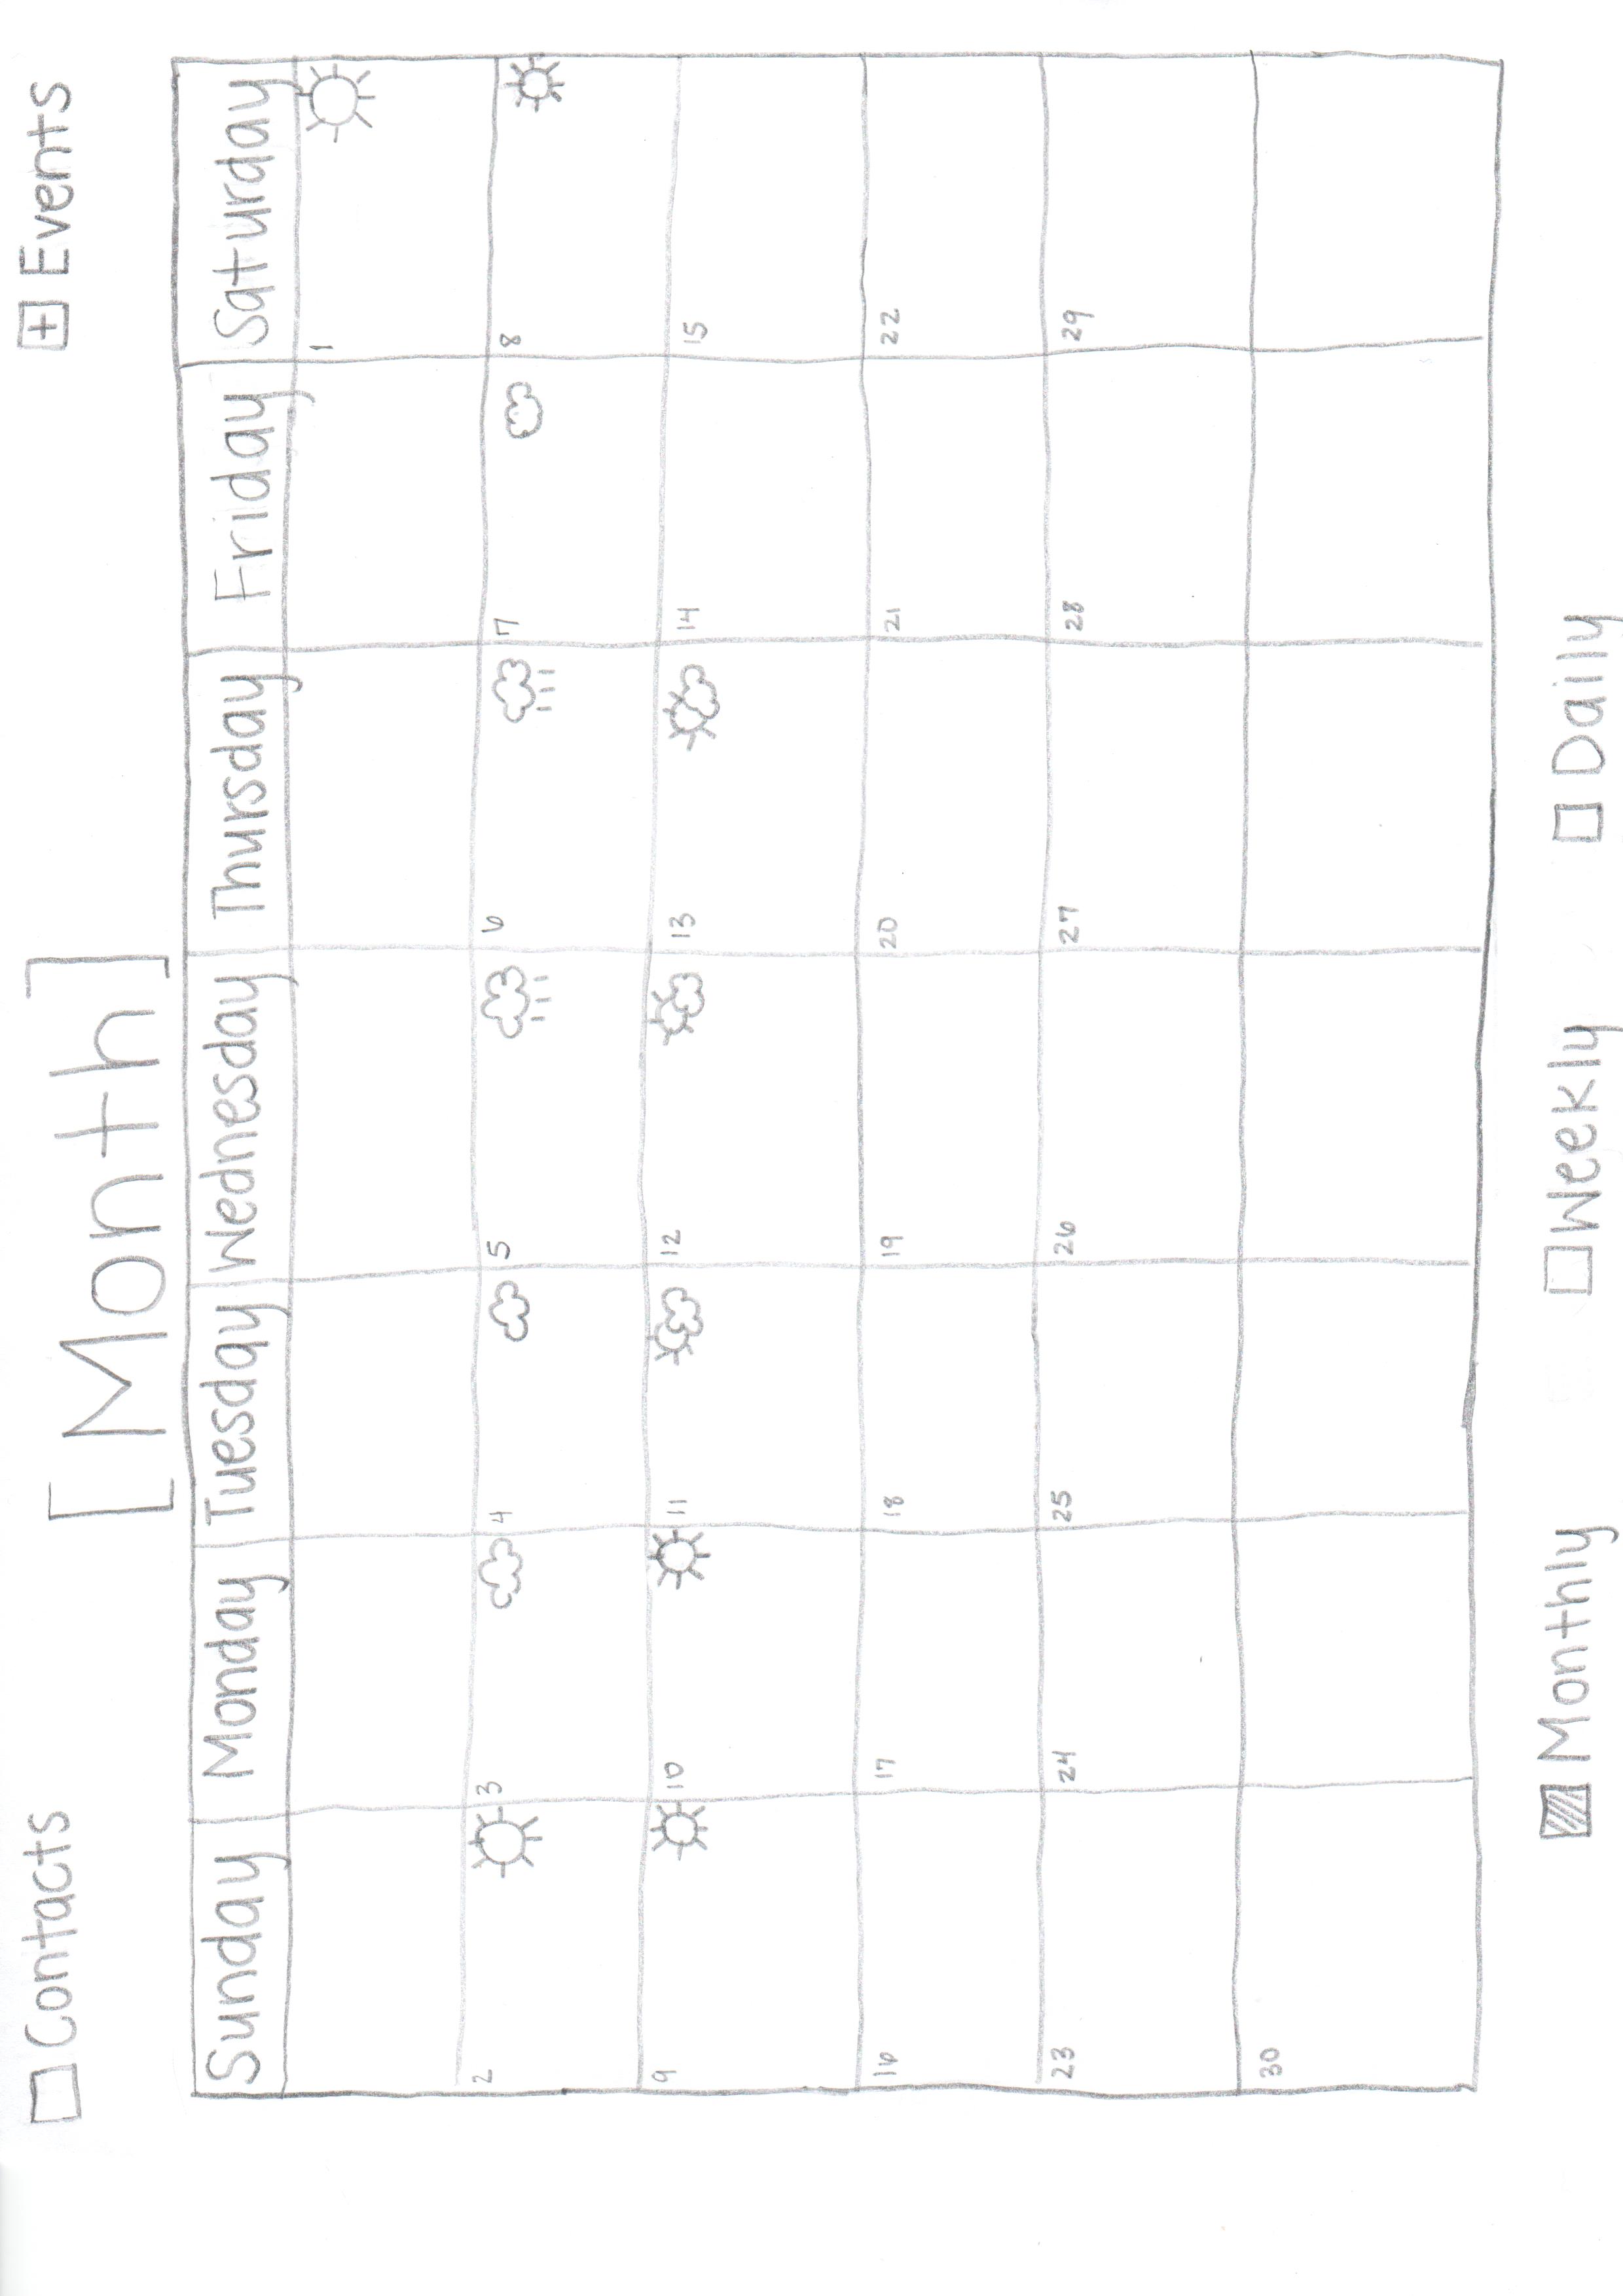 Contacts
+ Events
[Month]
Sunday Monday Tuesday Wednesday Thursday Friday Saturday
1
2 3 4 5 6 7 8
9 10 11 12 13 14 15
16 17 18 19 20 21 22
23 24 25 26 27 28 29
30
Monthly Weekly Daily